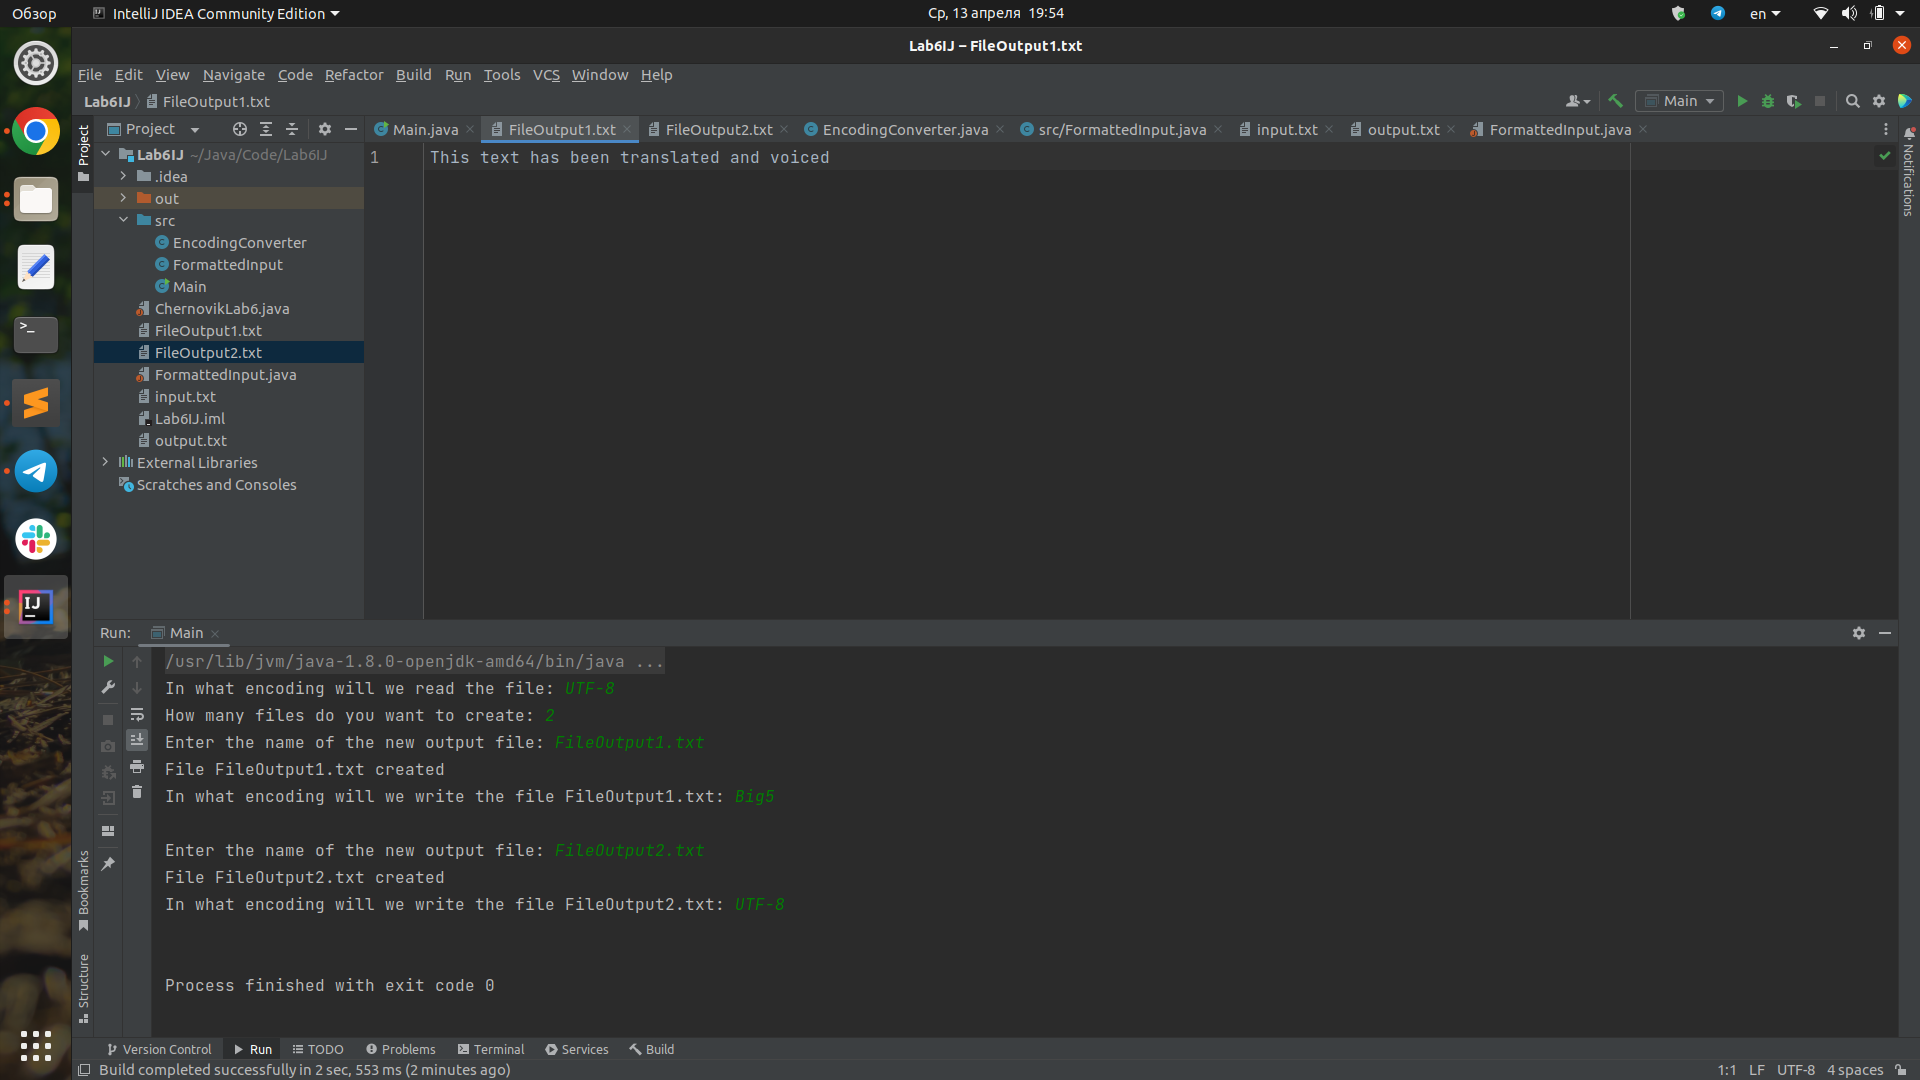 Обзор
IntelliJ IDEA Community Edition
Ср, 13 апреля 19:54
en
Lab6IJ – FileOutput1.txt
File Edit View Navigate Code Refactor Build Run Tools VCS Window Help
Lab6IJ FileOutput1.txt
Main
Project
Main.java FileOutput1.txt FileOutput2.txt EncodingConverter.java src/FormattedInput.java input.txt output.txt FormattedInput.java
Project
Notifications
Lab6IJ ~/Java/Code/Lab6IJ
.idea
out
src
EncodingConverter
FormattedInput
Main
ChernovikLab6.java
FileOutput1.txt
FileOutput2.txt
FormattedInput.java
input.txt
Lab6IJ.iml
output.txt
External Libraries
Scratches and Consoles
1 This text has been translated and voiced
Run: Main
/usr/lib/jvm/java-1.8.0-openjdk-amd64/bin/java ...
In what encoding will we read the file: UTF-8
How many files do you want to create: 2
Enter the name of the new output file: FileOutput1.txt
File FileOutput1.txt created
In what encoding will we write the file FileOutput1.txt: Big5
Enter the name of the new output file: FileOutput2.txt
File FileOutput2.txt created
In what encoding will we write the file FileOutput2.txt: UTF-8
Process finished with exit code 0
Bookmarks
Structure
Version Control Run TODO Problems Terminal Services Build
Build completed successfully in 2 sec, 553 ms (2 minutes ago)
1:1 LF UTF-8 4 spaces